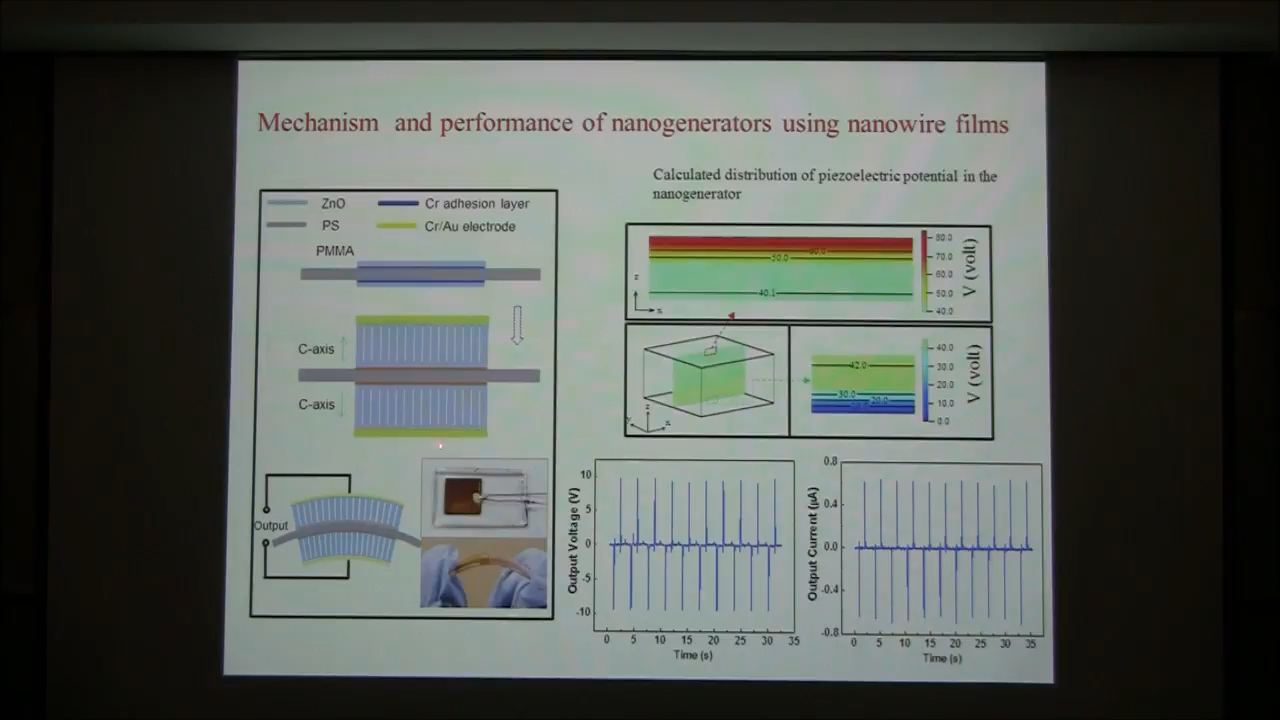 Mechanism and performance of nanogenerators using nanowire films
ZnO
Cr adhesion layer
PS
Cr/Au electrode
PMMA
C-axis
C-axis
Output
Calculated distribution of piezoelectric potential in the
nanogenerator
50.0
40.1
z
x
80.0
70.0
60.0
50.0
40.0
V (volt)
z
x
42.0
30.0
20.0
40.0
30.0
20.0
10.0
0.0
V (volt)
Output Voltage (V)
10
5
0
-5
-10
0 5 10 15 20 25 30 35
Time (s)
Output Current (μA)
0.8
0.4
0.0
-0.4
-0.8
0 5 10 15 20 25 30 35
Time (s)